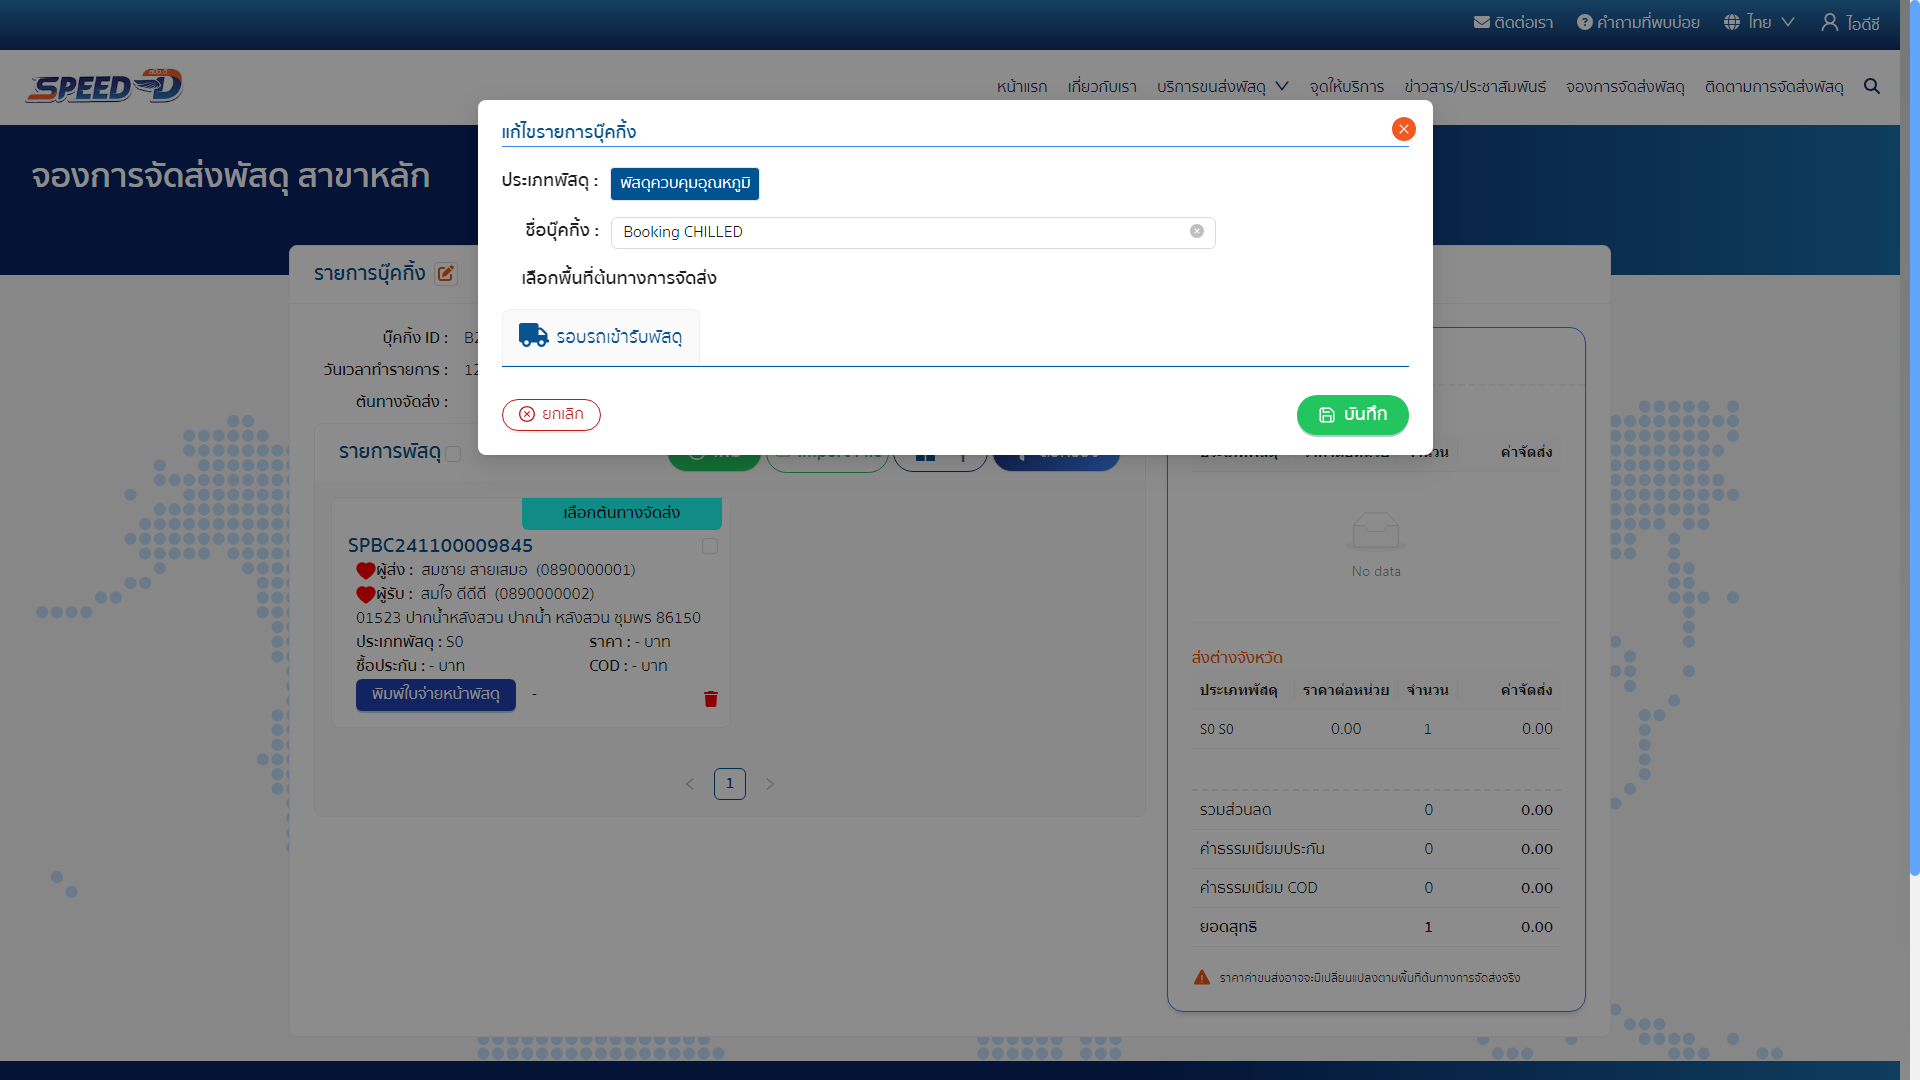 ติดต่อเรา
คำถามที่พบบ่อย
ไทย
ไอดีซี
สปีด-ดี
SPEED-D
หน้าแรก
เกี่ยวกับเรา
บริการขนส่งพัสดุ
จุดให้บริการ
ข่าวสาร/ประชาสัมพันธ์
จองการจัดส่งพัสดุ
ติดตามการจัดส่งพัสดุ
จองการจัดส่งพัสดุ สาขาหลัก
แก้ไขรายการบุ๊คกิ้ง
ประเภทพัสดุ :
พัสดุควบคุมอุณหภูมิ
ชื่อบุ๊คกิ้ง :
Booking CHILLED
เลือกพื้นที่ต้นทางการจัดส่ง
รอบรถเข้ารับพัสดุ
ยกเลิก
บันทึก
รายการบุ๊คกิ้ง
บุ๊คกิ้ง ID :
วันเวลาทำรายการ :
ต้นทางจัดส่ง :
รายการพัสดุ
เลือกต้นทางจัดส่ง
SPBC241100009845
ผู้ส่ง : สมชาย สายเสมอ (0890000001)
ผู้รับ : สมใจ ดีดีดี (0890000002)
01523 ปากน้ำหลังสวน ปากน้ำ หลังสวน ชุมพร 86150
ประเภทพัสดุ : S0
ราคา : - บาท
ซื้อประกัน : - บาท
COD : - บาท
พิมพ์ใบจ่ายหน้าพัสดุ
-
1
ค่าจัดส่ง
No data
ส่งต่างจังหวัด
ประเภทพัสดุ ราคาต่อหน่วย จำนวน ค่าจัดส่ง
S0 S0 0.00 1 0.00
รวมส่วนลด 0 0.00
ค่าธรรมเนียมประกัน 0 0.00
ค่าธรรมเนียม COD 0 0.00
ยอดสุทธิ 1 0.00
ราคาค่าขนส่งอาจจะมีเปลี่ยนแปลงตามพื้นที่ต้นทางการจัดส่งจริง